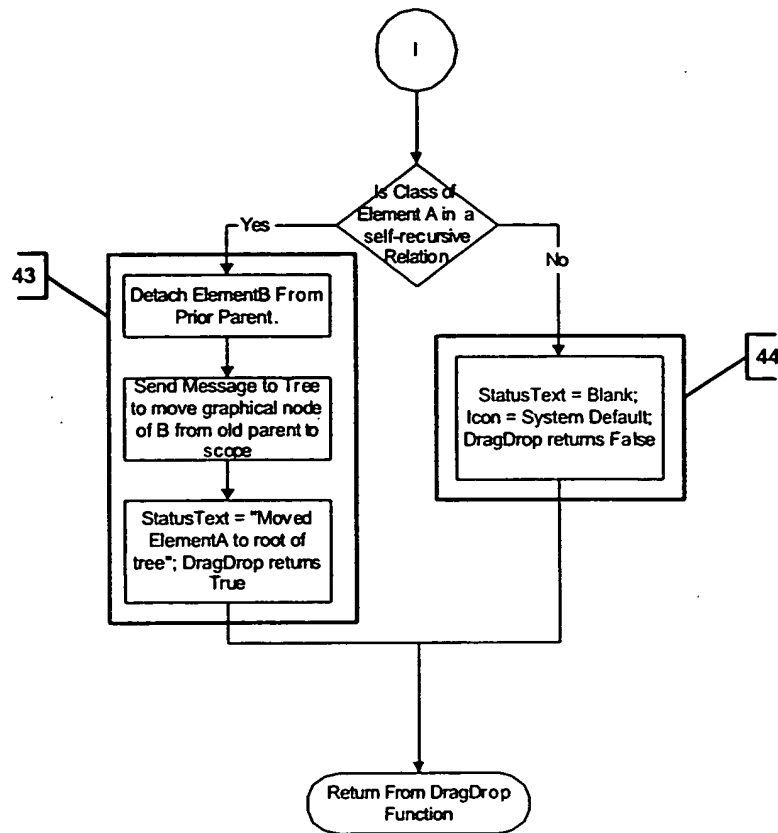 I
Is Class of
Element A in a
self-recursive
Relation
Yes
No
43
Detach ElementB From
Prior Parent.
44
Send Message to Tree
to move graphical node
of B from old parent to
scope
StatusText = Blank;
Icon = System Default;
DragDrop returns False
StatusText = "Moved
ElementA to root of
tree"; DragDrop returns
True
Return From DragDrop
Function